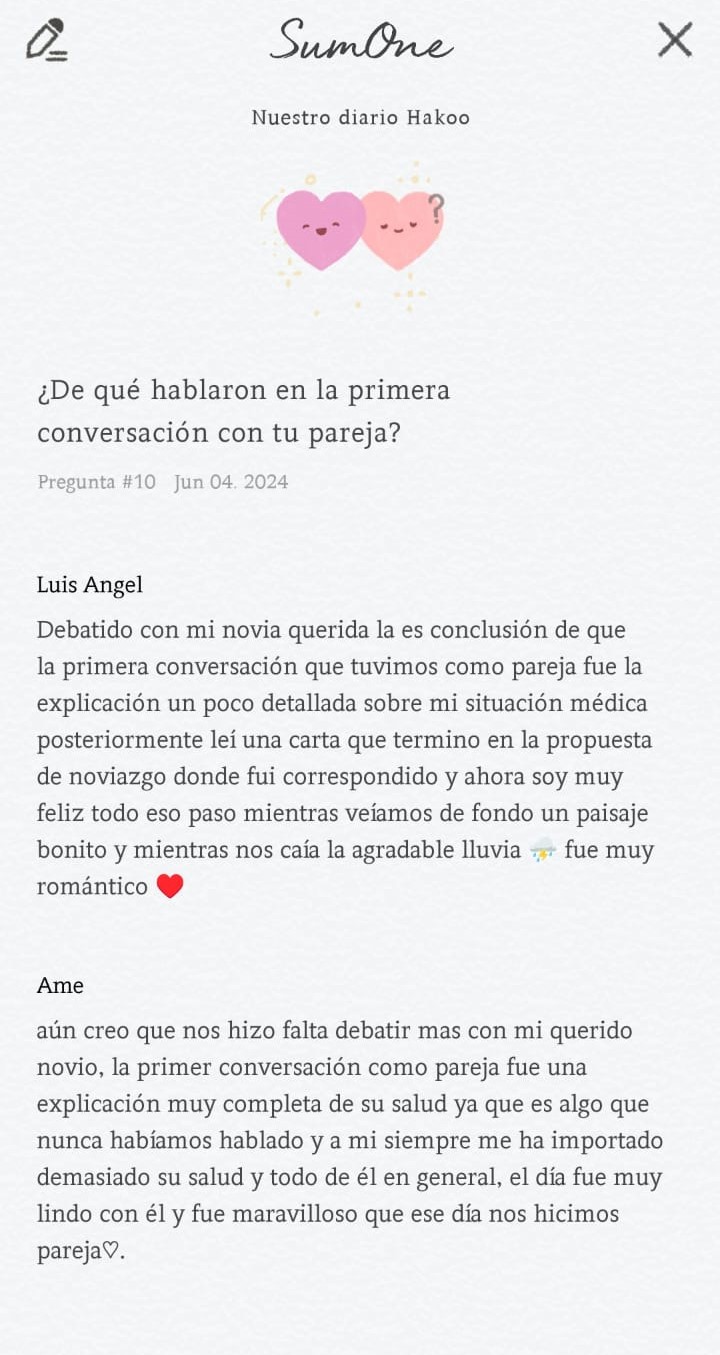 SumOne
Nuestro diario Hakoo
?
¿De qué hablaron en la primera
conversación con tu pareja?
Pregunta #10 Jun 04. 2024
Luis Angel
Debatido con mi novia querida la es conclusión de que
la primera conversación que tuvimos como pareja fue la
explicación un poco detallada sobre mi situación médica
posteriormente leí una carta que termino en la propuesta
de noviazgo donde fui correspondido y ahora soy muy
feliz todo eso paso mientras veíamos de fondo un paisaje
bonito y mientras nos caía la agradable lluvia ⛈️ fue muy
romántico ❤️
Ame
aún creo que nos hizo falta debatir mas con mi querido
novio, la primer conversación como pareja fue una
explicación muy completa de su salud ya que es algo que
nunca habíamos hablado y a mi siempre me ha importado
demasiado su salud y todo de él en general, el día fue muy
lindo con él y fue maravilloso que ese día nos hicimos
pareja♡.